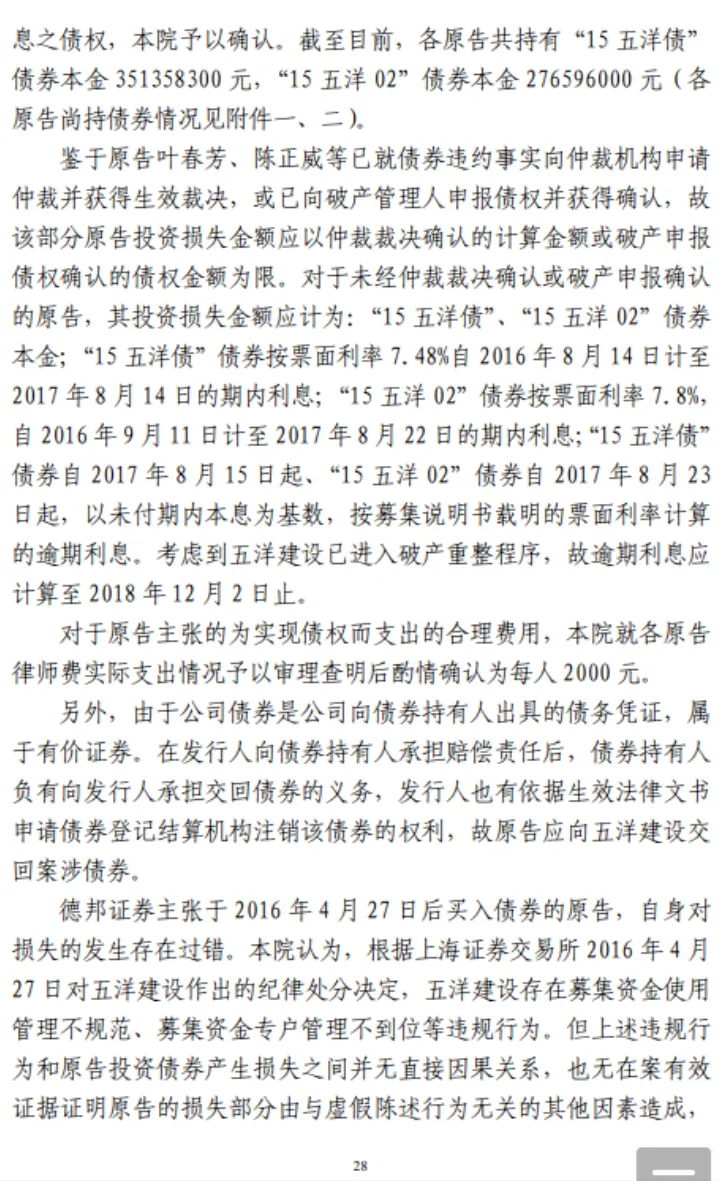 息之债权，本院予以确认。截至目前，各原告共持有“15 五洋债”
债券本金 351358300 元，“15 五洋 02”债券本金 276596000 元（各
原告尚持债券情况见附件一、二）。
鉴于原告叶春芳、陈正威等已就债券违约事实向仲裁机构申请
仲裁并获得生效裁决，或已向破产管理人申报债权并获得确认，故
该部分原告投资损失金额应以仲裁裁决确认的计算金额或破产申报
债权确认的债权金额为限。对于未经仲裁裁决确认或破产申报确认
的原告，其投资损失金额应计为：“15 五洋债”、“15 五洋 02”债券
本金；“15 五洋债”债券按票面利率 7.48%自 2016 年 8 月 14 日计至
2017 年 8 月 14 日的期内利息；“15 五洋 02”债券按票面利率 7.8%，
自 2016 年 9 月 11 日计至 2017 年 8 月 22 日的期内利息；“15 五洋债”
债券自 2017 年 8 月 15 日起、“15 五洋 02”债券自 2017 年 8 月 23
日起，以未付期内本息为基数，按募集说明书载明的票面利率计算
的逾期利息。考虑到五洋建设已进入破产重整程序，故逾期利息应
计算至 2018 年 12 月 2 日止。
对于原告主张的为实现债权而支出的合理费用，本院就各原告
律师费实际支出情况予以审理查明后酌情确认为每人 2000 元。
另外，由于公司债券是公司向债券持有人出具的债务凭证，属
于有价证券。在发行人向债券持有人承担赔偿责任后，债券持有人
负有向发行人承担交回债券的义务，发行人也有依据生效法律文书
申请债券登记结算机构注销该债券的权利，故原告应向五洋建设交
回案涉债券。
德邦证券主张于 2016 年 4 月 27 日后买入债券的原告，自身对
损失的发生存在过错。本院认为，根据上海证券交易所 2016 年 4 月
27 日对五洋建设作出的纪律处分决定，五洋建设存在募集资金使用
管理不规范、募集资金专户管理不到位等违规行为。但上述违规行
为和原告投资债券产生损失之间并无直接因果关系，也无在案有效
证据证明原告的损失部分由与虚假陈述行为无关的其他因素造成，
28